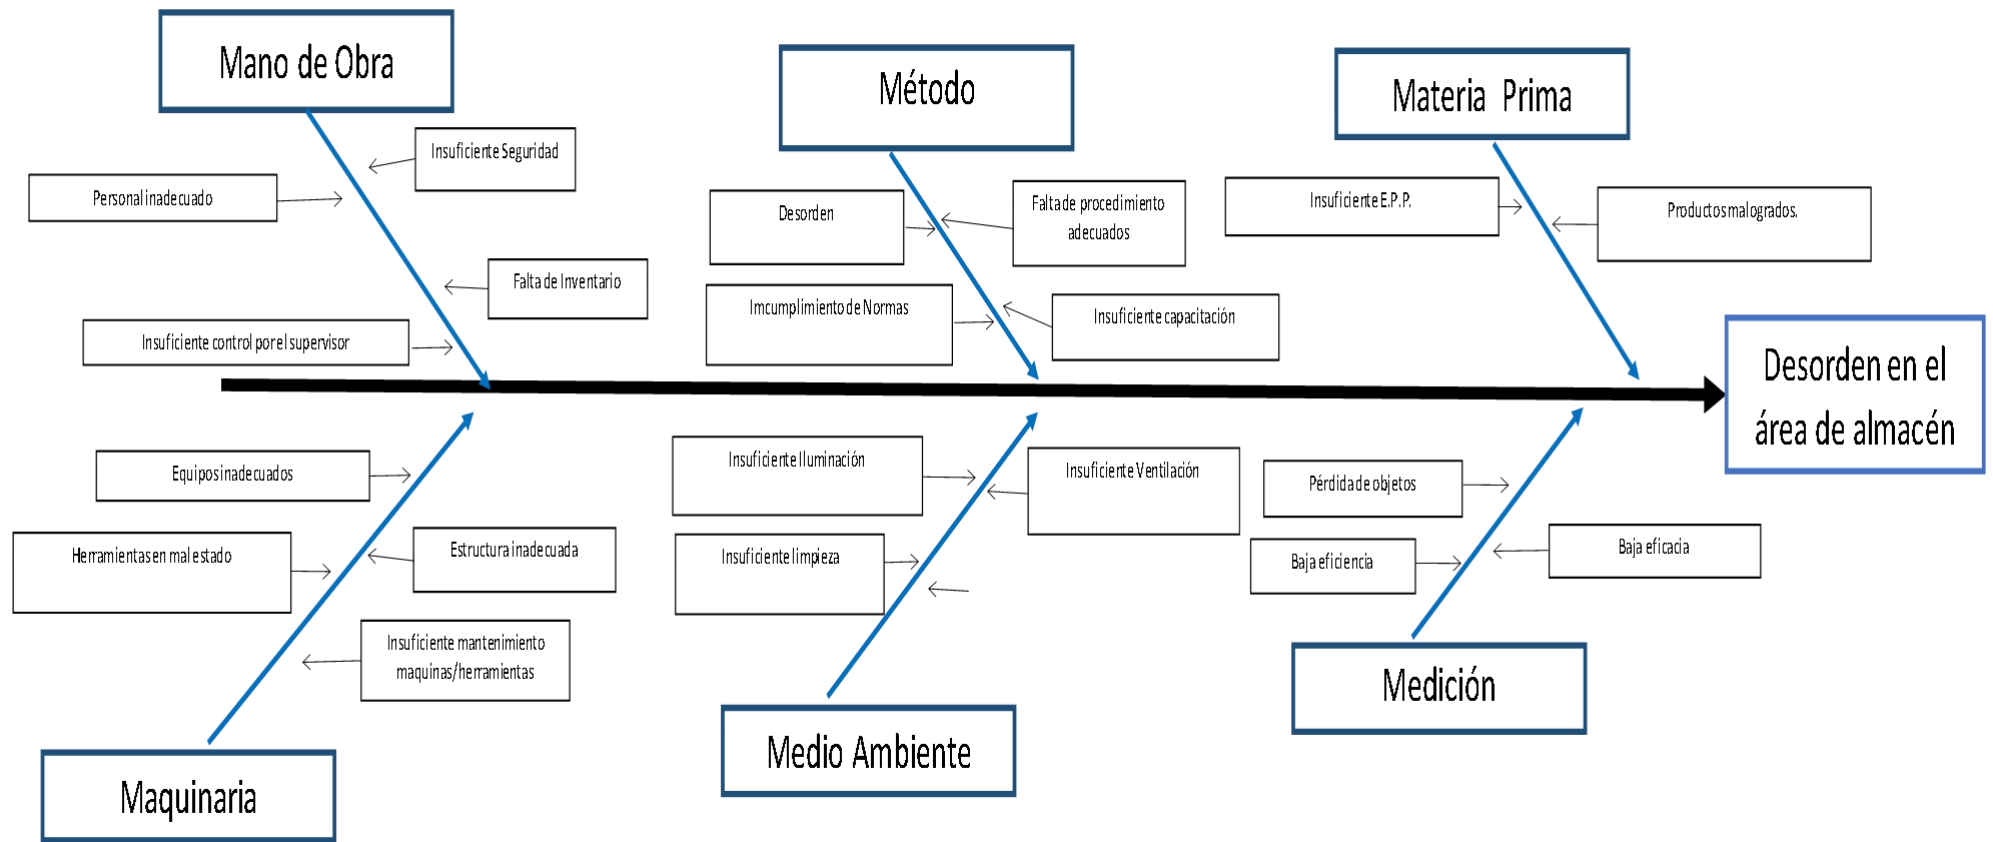 Mano de Obra
Método
Materia Prima
Insuficiente Seguridad
Personal inadecuado
Falta de Inventario
Insuficiente control por el supervisor
Desorden
Falta de procedimiento
adecuados
Imcumplimiento de Normas
Insuficiente capacitación
Insuficiente E.P.P.
Productos malogrados.
Desorden en el
área de almacén
Equipos inadecuados
Herramientas en mal estado
Estructura inadecuada
Insuficiente mantenimiento
maquinas/herramientas
Insuficiente Iluminación
Insuficiente Ventilación
Insuficiente limpieza
Pérdida de objetos
Baja eficiencia
Baja eficacia
Maquinaria
Medio Ambiente
Medición